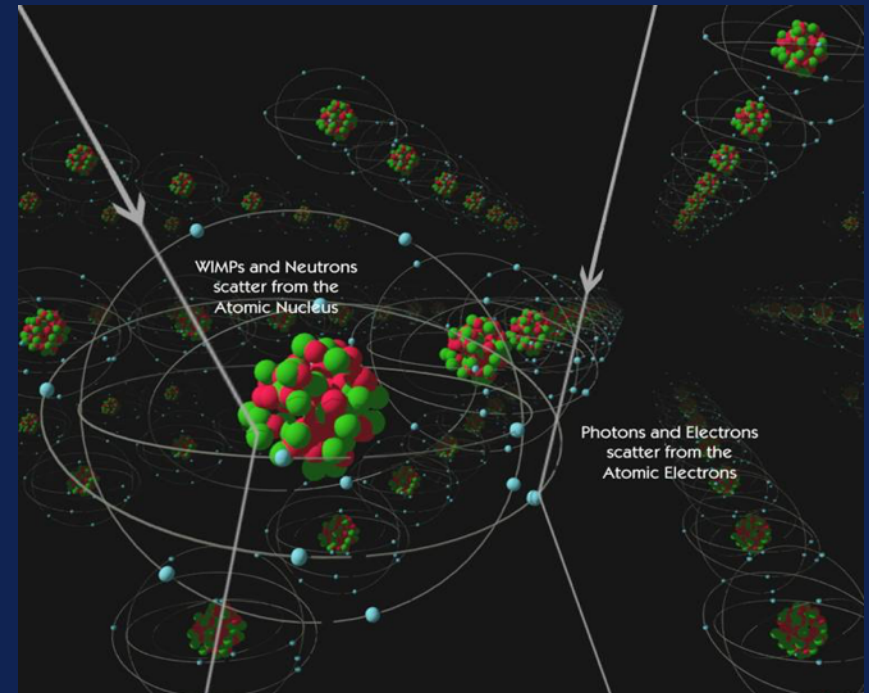 WIMPs and Neutrons
scatter from the
Atomic Nucleus
Photons and Electrons
scatter from the
Atomic Electrons